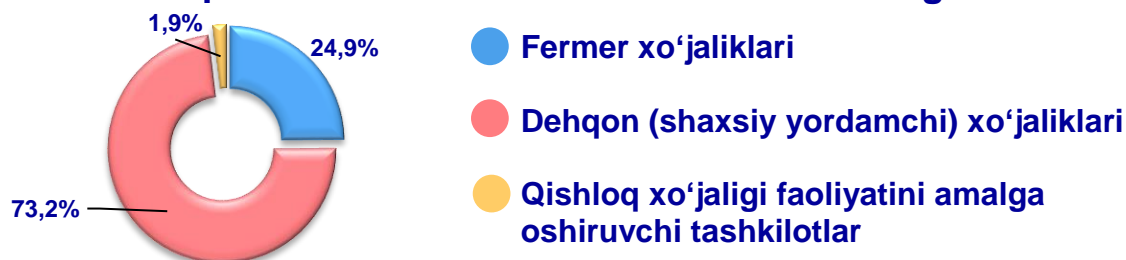 1,9%
24,9%
73,2%
Fermer xo‘jaliklari
Dehqon (shaxsiy yordamchi) xo‘jaliklari
Qishloq xo‘jaligi faoliyatini amalga
oshiruvchi tashkilotlar